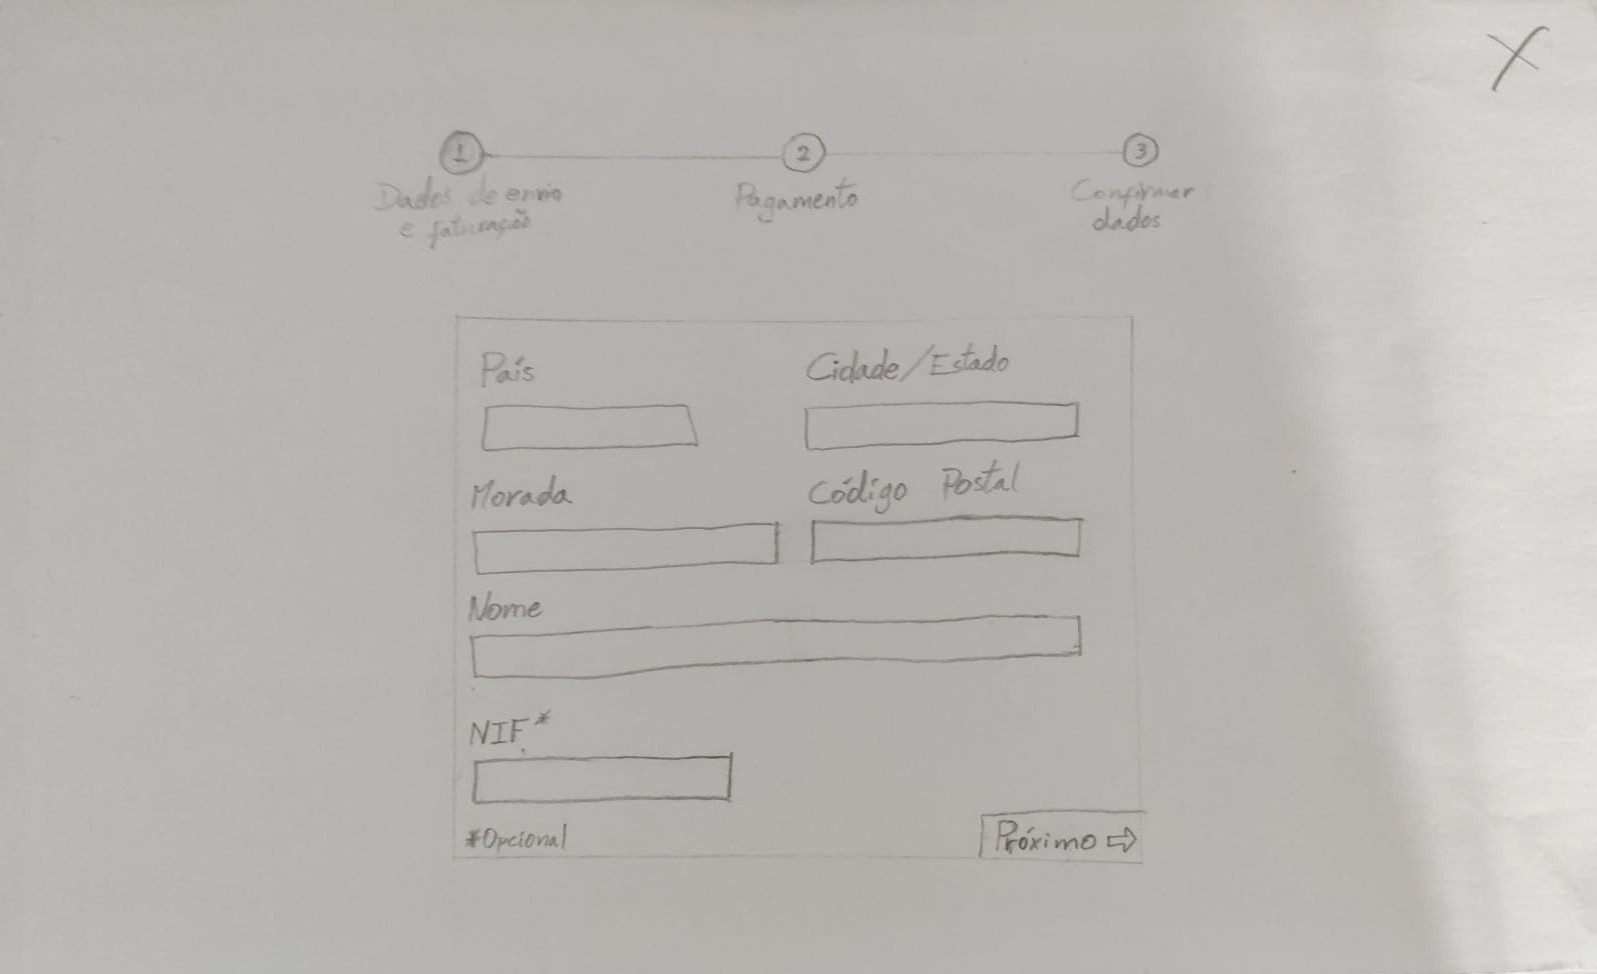 X
1
2
3
Dados de envio
e faturação
Pagamento
Confirmar
dados
País
Cidade/Estado
Morada
Código Postal
Nome
NIF*
*Opcional
Próximo ⇨